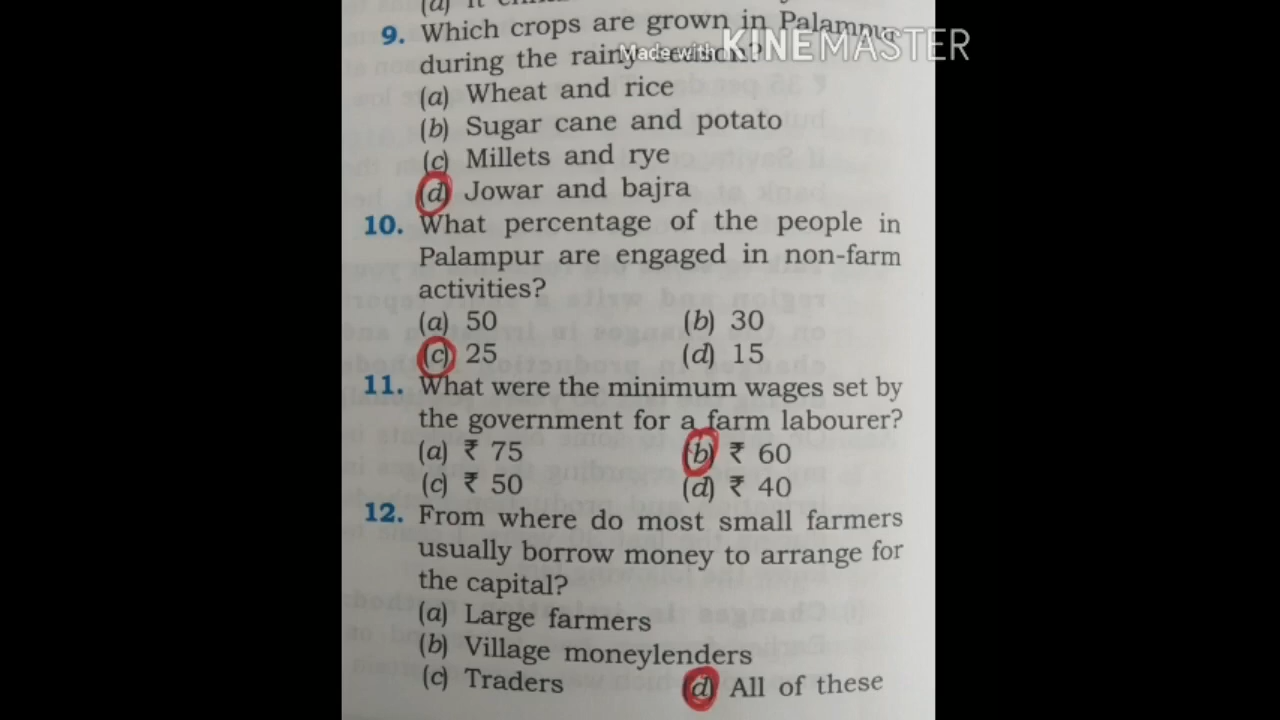 9. Which crops are grown in Palampur
Made with KINEMASTER
during the rainy season?
(a) Wheat and rice
(b) Sugar cane and potato
(c) Millets and rye
(d) Jowar and bajra
10. What percentage of the people in
Palampur are engaged in non-farm
activities?
(a) 50 (b) 30
(c) 25 (d) 15
11. What were the minimum wages set by
the government for a farm labourer?
(a) ₹ 75 (b) ₹ 60
(c) ₹ 50 (d) ₹ 40
12. From where do most small farmers
usually borrow money to arrange for
the capital?
(a) Large farmers
(b) Village moneylenders
(c) Traders (d) All of these